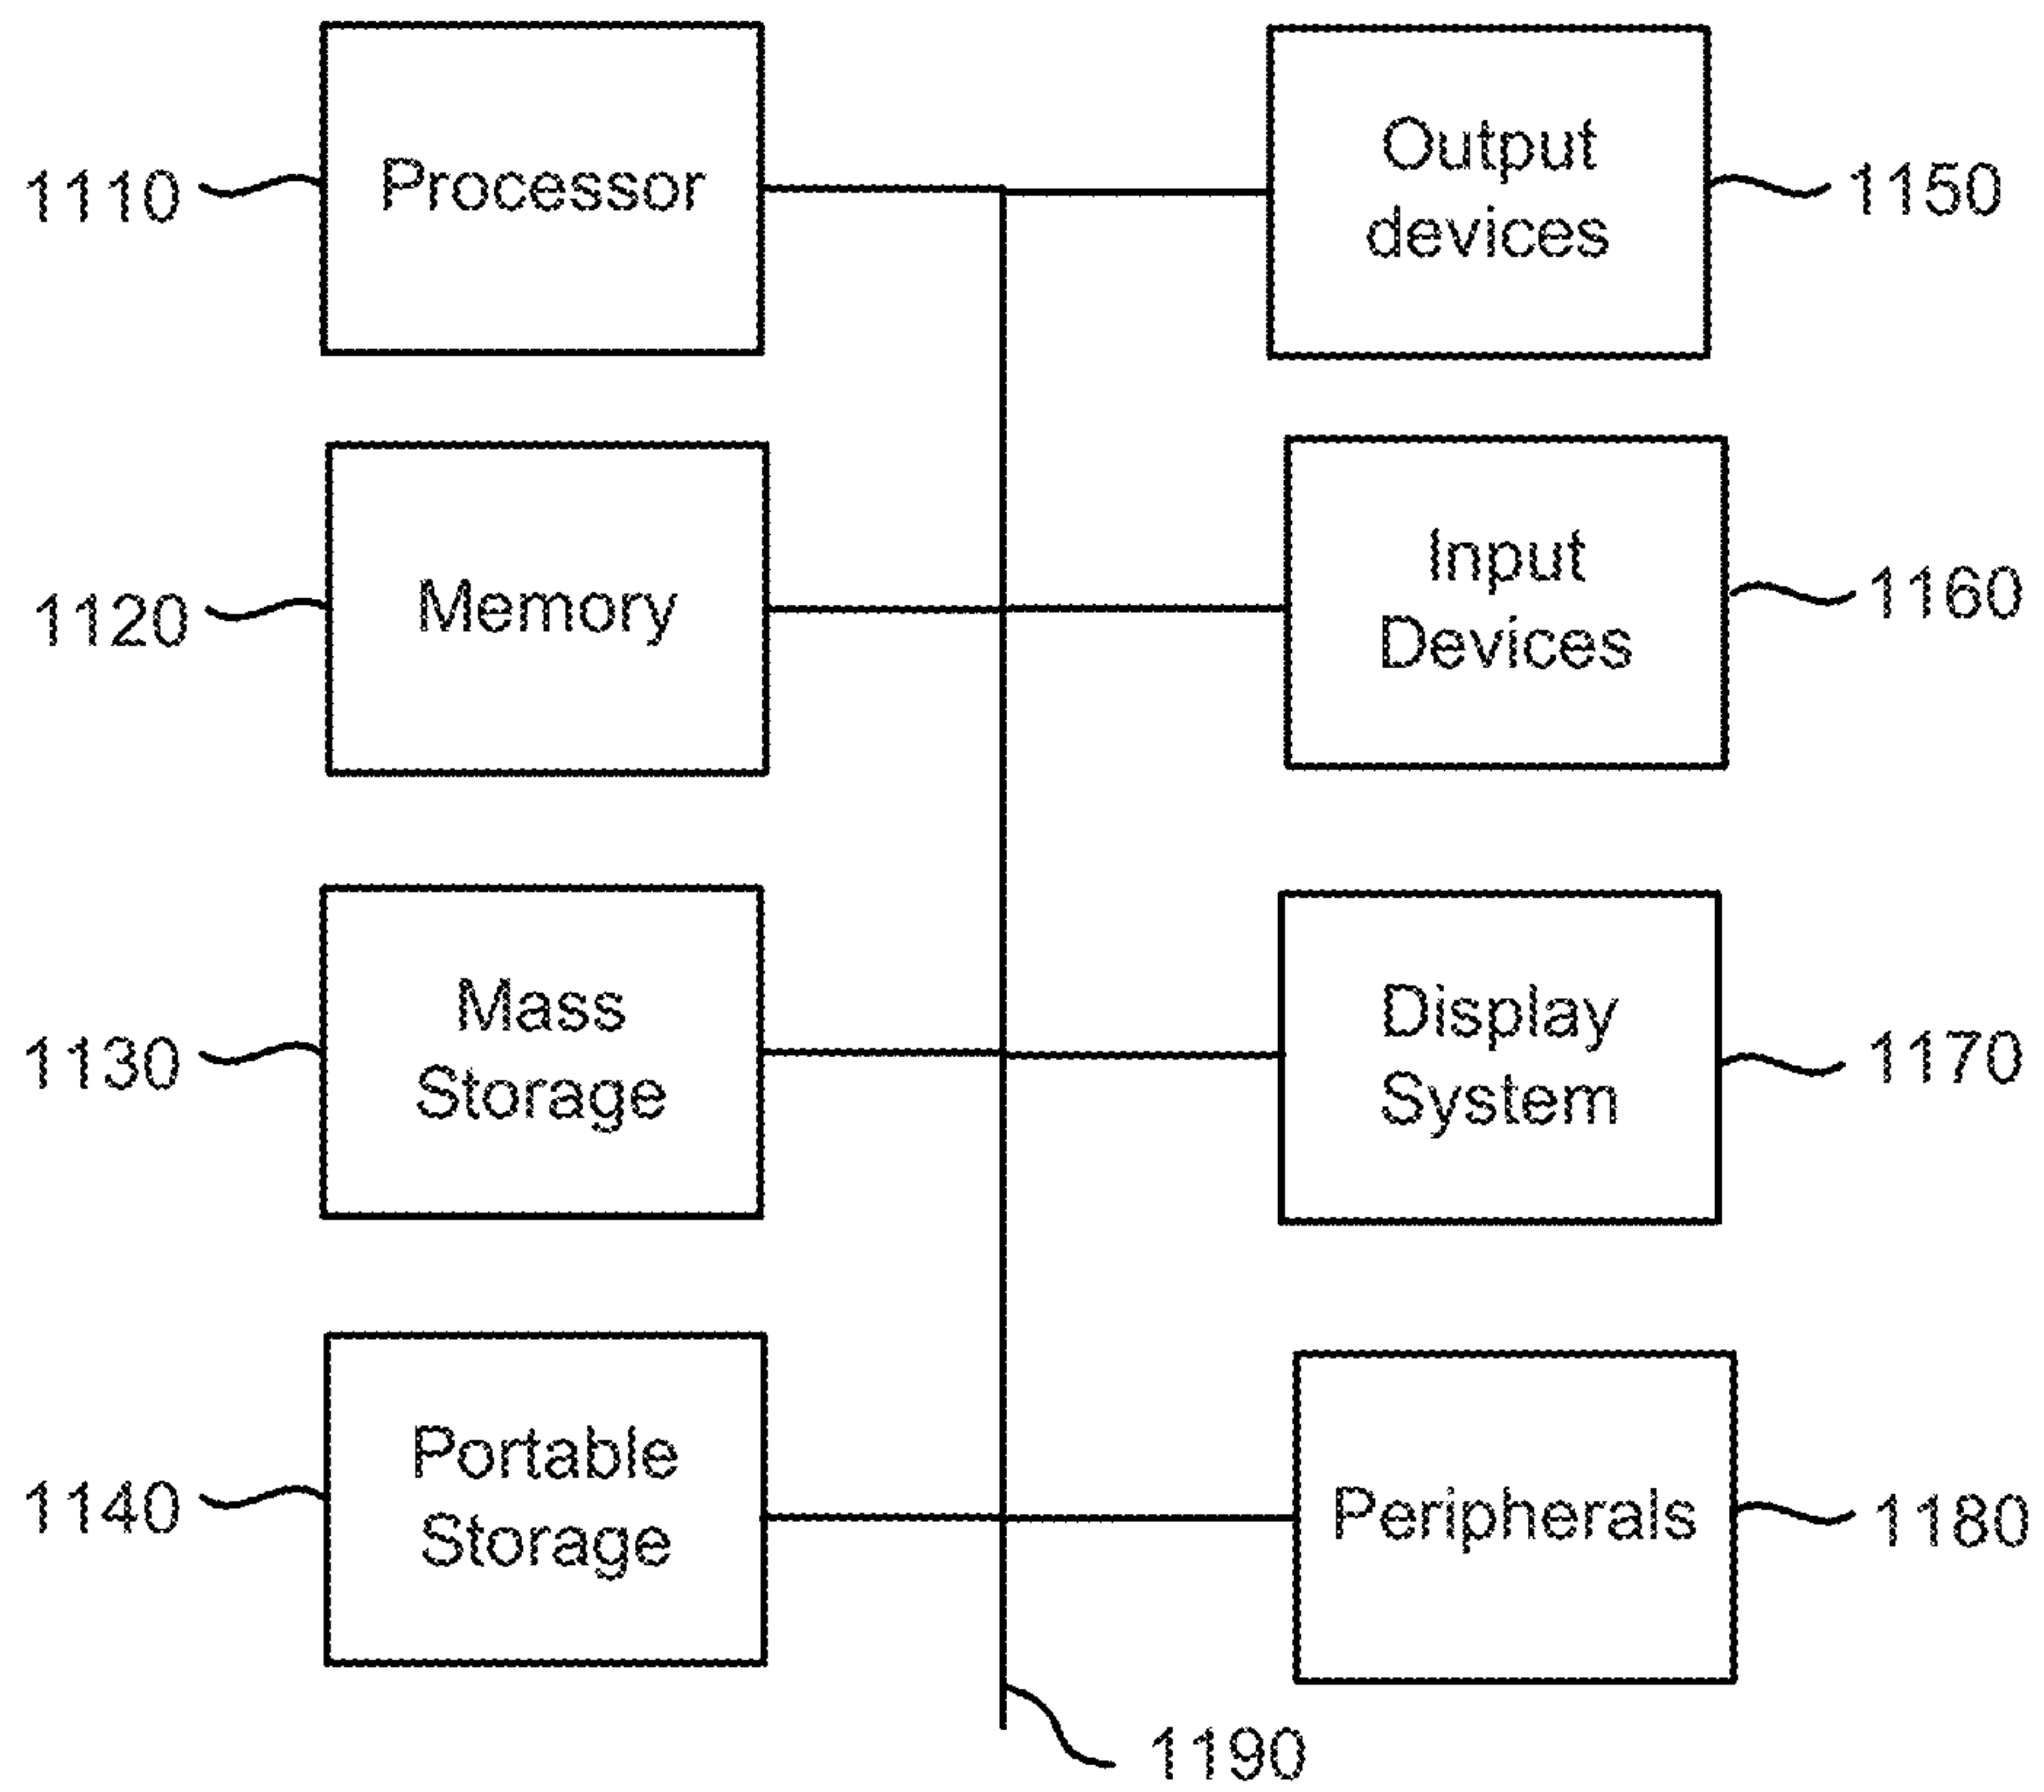 1110
Processor
Output
devices
1150
1120
Memory
Input
Devices
1160
1130
Mass
Storage
Display
System
1170
1140
Portable
Storage
Peripherals
1180
1190